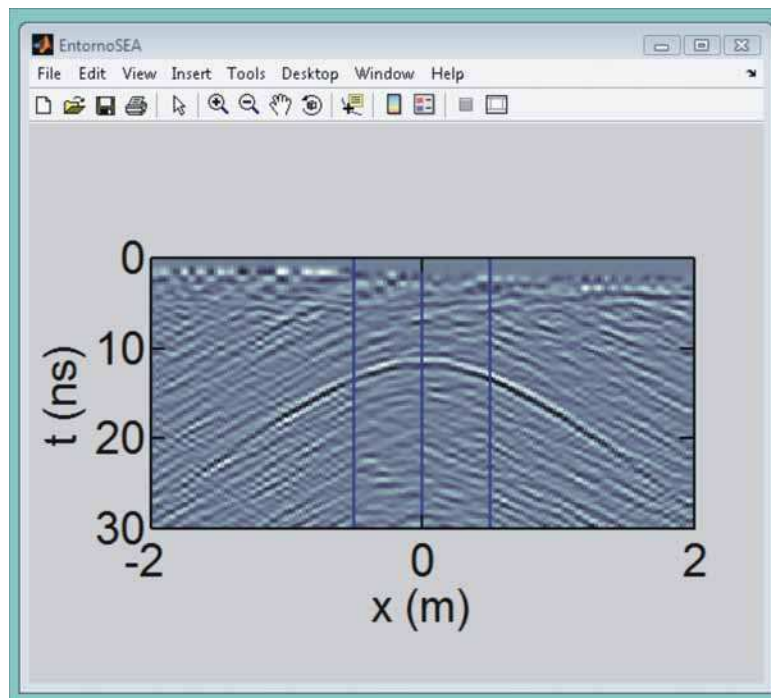 EntornoSEA
File Edit View Insert Tools Desktop Window Help
0
10
20
30
t (ns)
-2 0 2
x (m)